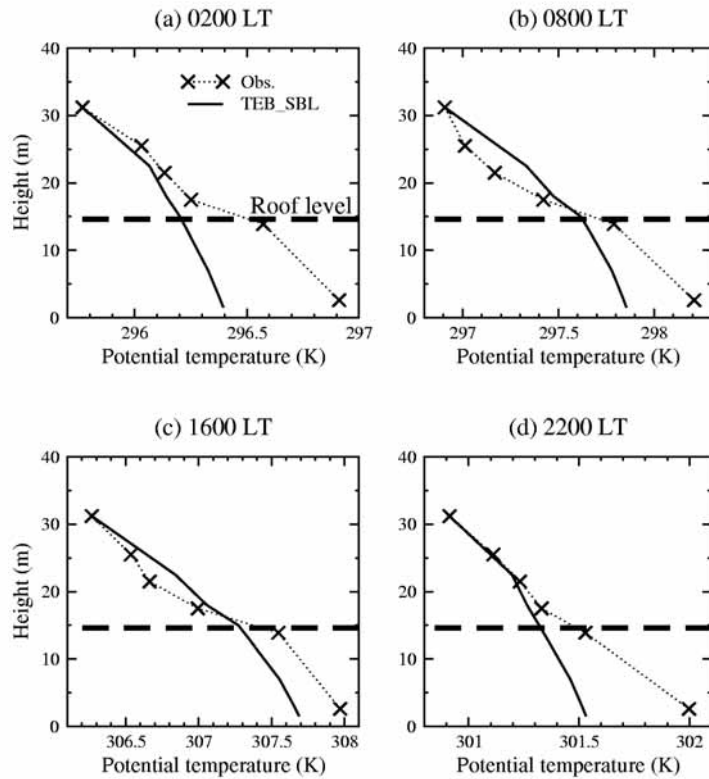 (a) 0200 LT
(b) 0800 LT
40
30
20
10
0
Height (m)
Obs.
TEB_SBL
Roof level
296
296.5
297
Potential temperature (K)
40
30
20
10
0
297
297.5
298
Potential temperature (K)
(c) 1600 LT
(d) 2200 LT
40
30
20
10
0
Height (m)
306.5
307
307.5
308
Potential temperature (K)
40
30
20
10
0
301
301.5
302
Potential temperature (K)